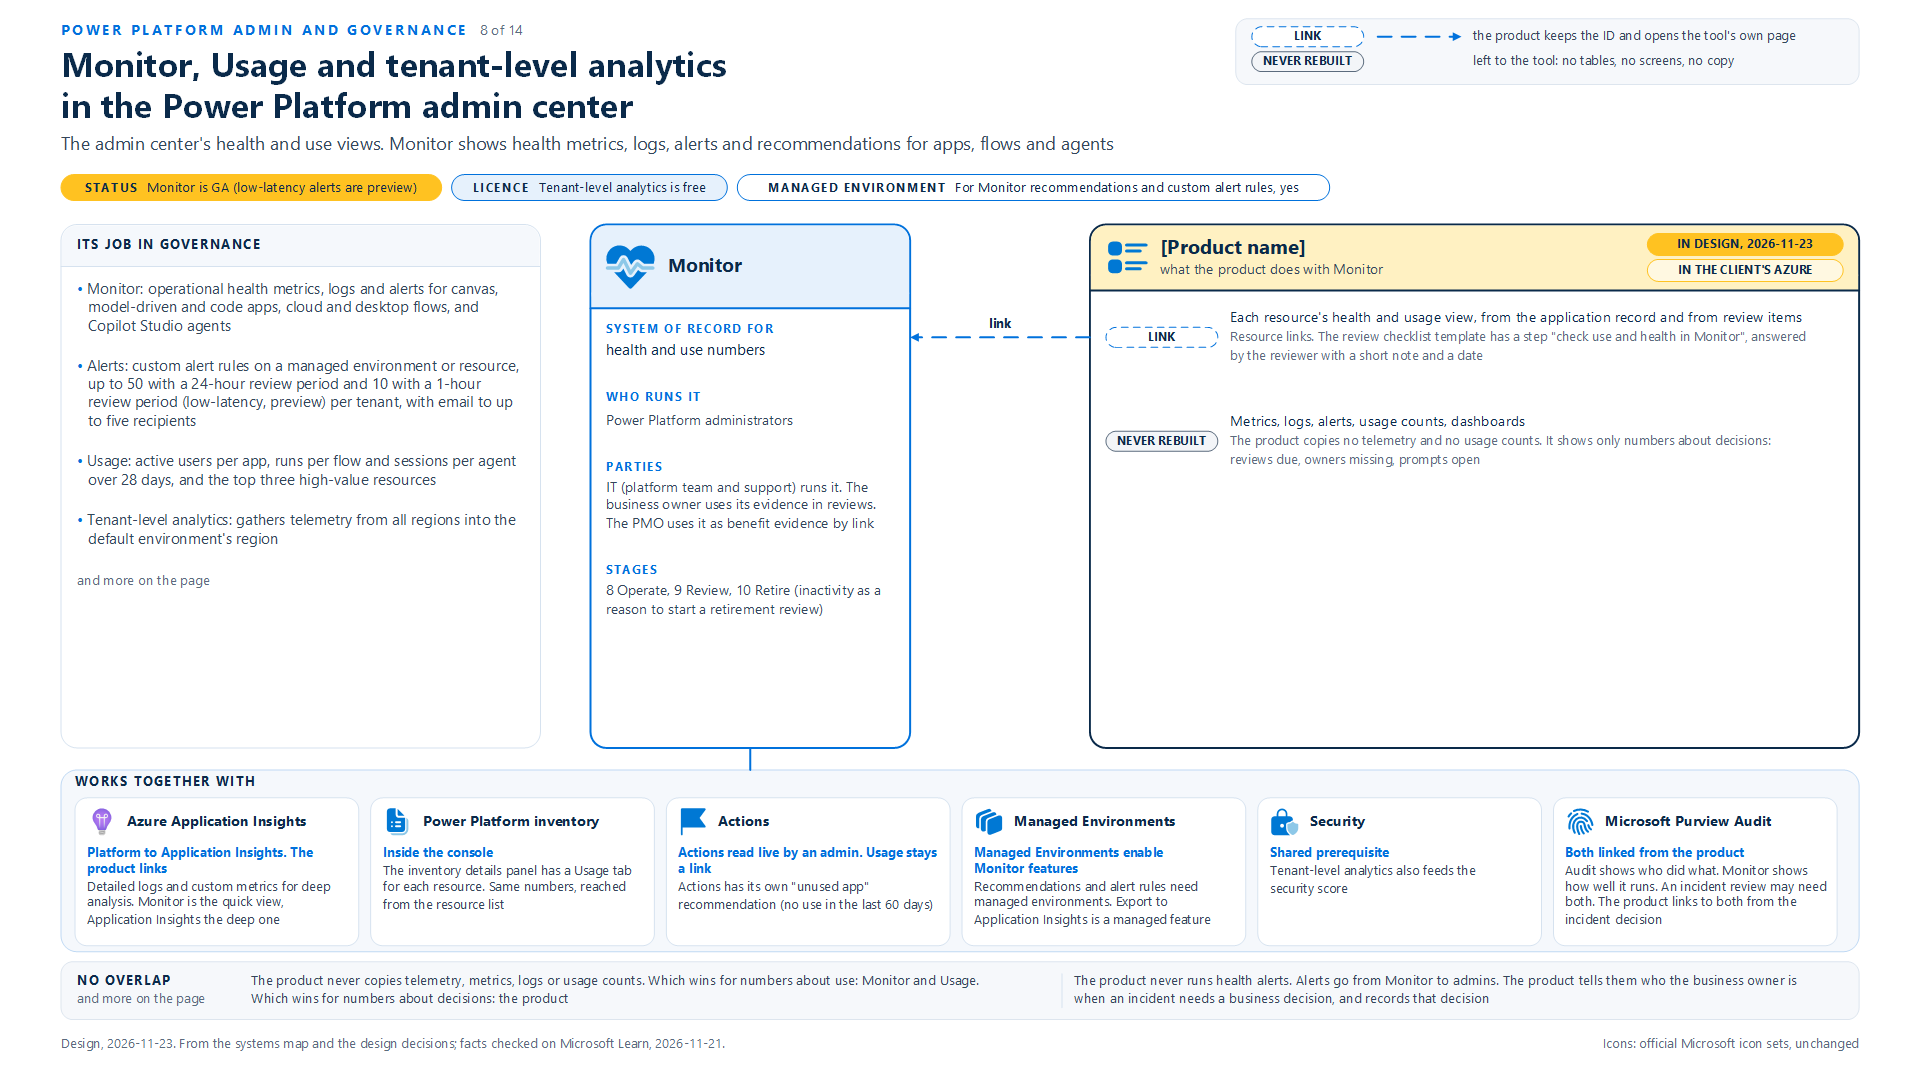 POWER PLATFORM ADMIN AND GOVERNANCE 8 of 14
Monitor, Usage and tenant-level analytics
in the Power Platform admin center
The admin center's health and use views. Monitor shows health metrics, logs, alerts and recommendations for apps, flows and agents
LINK the product keeps the ID and opens the tool's own page
NEVER REBUILT left to the tool: no tables, no screens, no copy
STATUS Monitor is GA (low-latency alerts are preview)
LICENCE Tenant-level analytics is free
MANAGED ENVIRONMENT For Monitor recommendations and custom alert rules, yes
ITS JOB IN GOVERNANCE
• Monitor: operational health metrics, logs and alerts for canvas,
model-driven and code apps, cloud and desktop flows, and
Copilot Studio agents
• Alerts: custom alert rules on a managed environment or resource,
up to 50 with a 24-hour review period and 10 with a 1-hour
review period (low-latency, preview) per tenant, with email to up
to five recipients
• Usage: active users per app, runs per flow and sessions per agent
over 28 days, and the top three high-value resources
• Tenant-level analytics: gathers telemetry from all regions into the
default environment's region
and more on the page
Monitor
SYSTEM OF RECORD FOR
health and use numbers
WHO RUNS IT
Power Platform administrators
PARTIES
IT (platform team and support) runs it. The
business owner uses its evidence in reviews.
The PMO uses it as benefit evidence by link
STAGES
8 Operate, 9 Review, 10 Retire (inactivity as a
reason to start a retirement review)
link
[Product name]
what the product does with Monitor
IN DESIGN, 2026-11-23
IN THE CLIENT'S AZURE
LINK
Each resource's health and usage view, from the application record and from review items
Resource links. The review checklist template has a step "check use and health in Monitor", answered
by the reviewer with a short note and a date
NEVER REBUILT
Metrics, logs, alerts, usage counts, dashboards
The product copies no telemetry and no usage counts. It shows only numbers about decisions:
reviews due, owners missing, prompts open
WORKS TOGETHER WITH
Azure Application Insights
Platform to Application Insights. The
product links
Detailed logs and custom metrics for deep
analysis. Monitor is the quick view,
Application Insights the deep one
Power Platform inventory
Inside the console
The inventory details panel has a Usage tab
for each resource. Same numbers, reached
from the resource list
Actions
Actions read live by an admin. Usage stays
a link
Actions has its own "unused app"
recommendation (no use in the last 60 days)
Managed Environments
Managed Environments enable
Monitor features
Recommendations and alert rules need
managed environments. Export to
Application Insights is a managed feature
Security
Shared prerequisite
Tenant-level analytics also feeds the
security score
Microsoft Purview Audit
Both linked from the product
Audit shows who did what. Monitor shows
how well it runs. An incident review may need
both. The product links to both from the
incident decision
NO OVERLAP
and more on the page
The product never copies telemetry, metrics, logs or usage counts. Which wins for numbers about use: Monitor and Usage.
Which wins for numbers about decisions: the product
The product never runs health alerts. Alerts go from Monitor to admins. The product tells them who the business owner is
when an incident needs a business decision, and records that decision
Design, 2026-11-23. From the systems map and the design decisions; facts checked on Microsoft Learn, 2026-11-21.
Icons: official Microsoft icon sets, unchanged